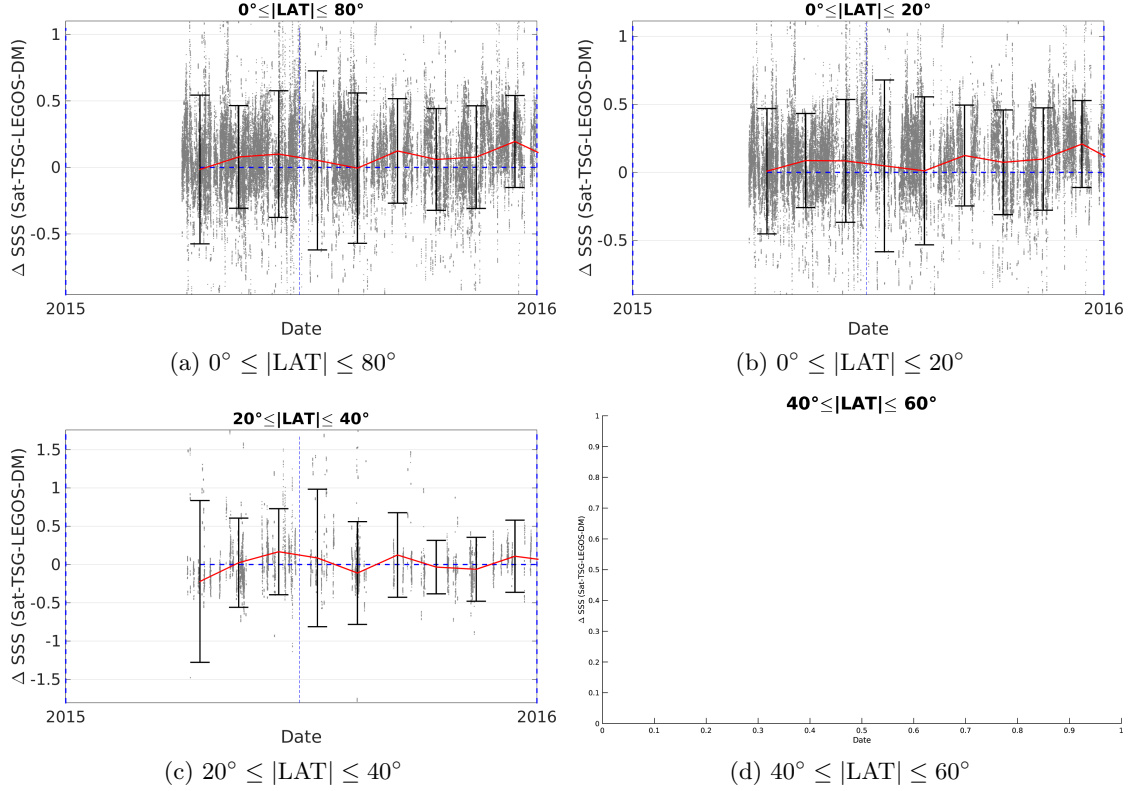 0°≤|LAT|≤ 80°
1
0.5
0
-0.5
Δ SSS (Sat-TSG-LEGOS-DM)
2015
2016
Date
(a) 0° ≤ |LAT| ≤ 80°
0°≤|LAT|≤ 20°
1
0.5
0
-0.5
Δ SSS (Sat-TSG-LEGOS-DM)
2015
2016
Date
(b) 0° ≤ |LAT| ≤ 20°
20°≤|LAT|≤ 40°
1.5
1
0.5
0
-0.5
-1
-1.5
Δ SSS (Sat-TSG-LEGOS-DM)
2015
2016
Date
(c) 20° ≤ |LAT| ≤ 40°
40°≤|LAT|≤ 60°
1
0.9
0.8
0.7
0.6
0.5
0.4
0.3
0.2
0.1
0
Δ SSS (Sat-TSG-LEGOS-DM)
0 0.1 0.2 0.3 0.4 0.5 0.6 0.7 0.8 0.9 1
Date
(d) 40° ≤ |LAT| ≤ 60°